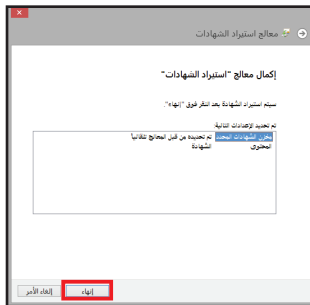 معالج استيراد الشهادات
إكمال معالج "استيراد الشهادات"
سيتم استيراد الشهادة بعد النقر فوق "إنهاء".
تم تحديد الإعدادات التالية:
مخزن الشهادات المحدد تم تحديده من قبل المعالج تلقائياً
المحتوى الشهادة
إنهاء إلغاء الأمر